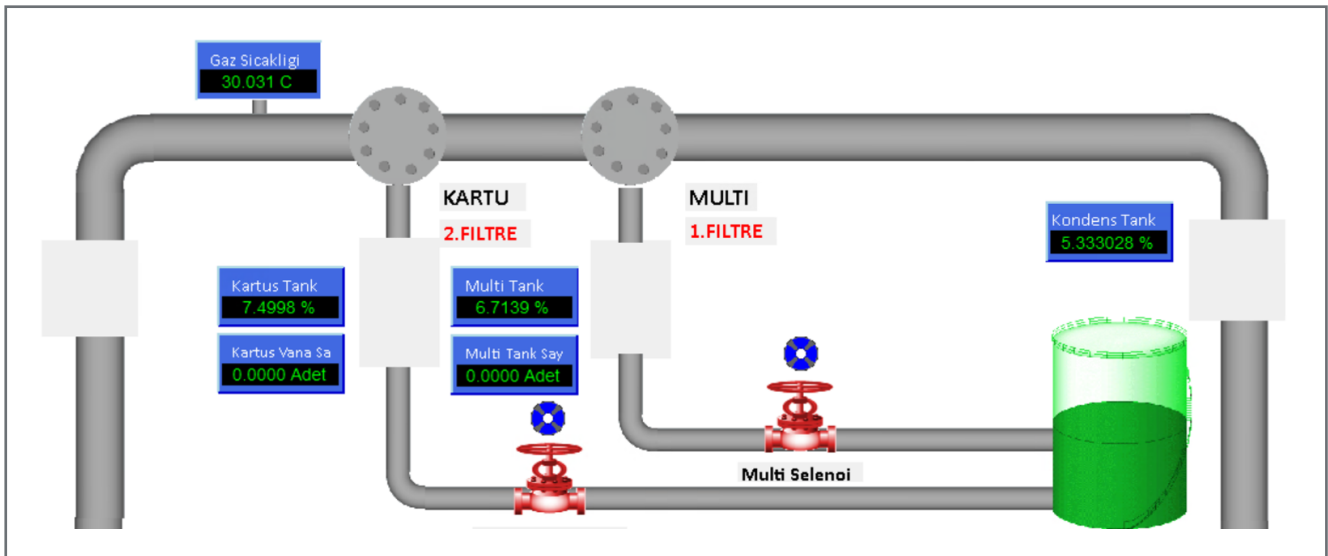 Gaz Sicakligi
30.031 C
KARTU
2.FILTRE
MULTI
1.FILTRE
Kondens Tank
5.333028 %
Kartus Tank
7.4998 %
Multi Tank
6.7139 %
Kartus Vana Sa
0.0000 Adet
Multi Tank Say
0.0000 Adet
Multi Selenoi